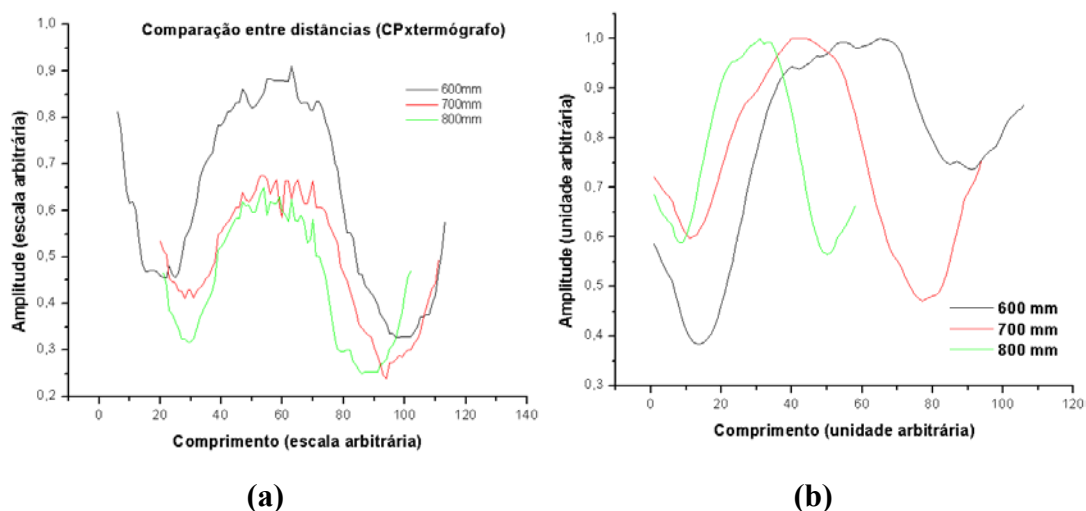 Comparação entre distâncias (CPxtermógrafo)
600mm
700mm
800mm
1,0
0,9
0,8
0,7
0,6
0,5
0,4
0,3
0,2
Amplitude (escala arbitrária)
0
20
40
60
80
100
120
140
Comprimento (escala arbitrária)
(a)
1,0
0,9
0,8
0,7
0,6
0,5
0,4
0,3
Amplitude (unidade arbitrária)
600 mm
700 mm
800 mm
0
20
40
60
80
100
120
Comprimento (unidade arbitrária)
(b)